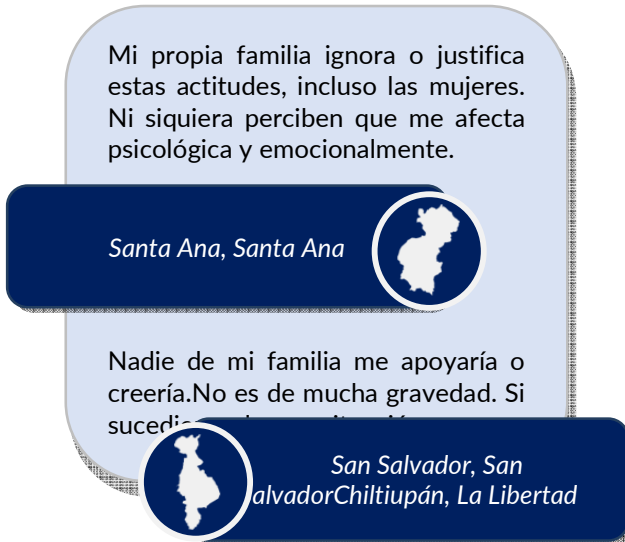 Mi propia familia ignora o justifica
estas actitudes, incluso las mujeres.
Ni siquiera perciben que me afecta
psicológica y emocionalmente.
Santa Ana, Santa Ana
Nadie de mi familia me apoyaría o
creería.No es de mucha gravedad. Si
San Salvador, San
alvadorChiltiupán, La Libertad